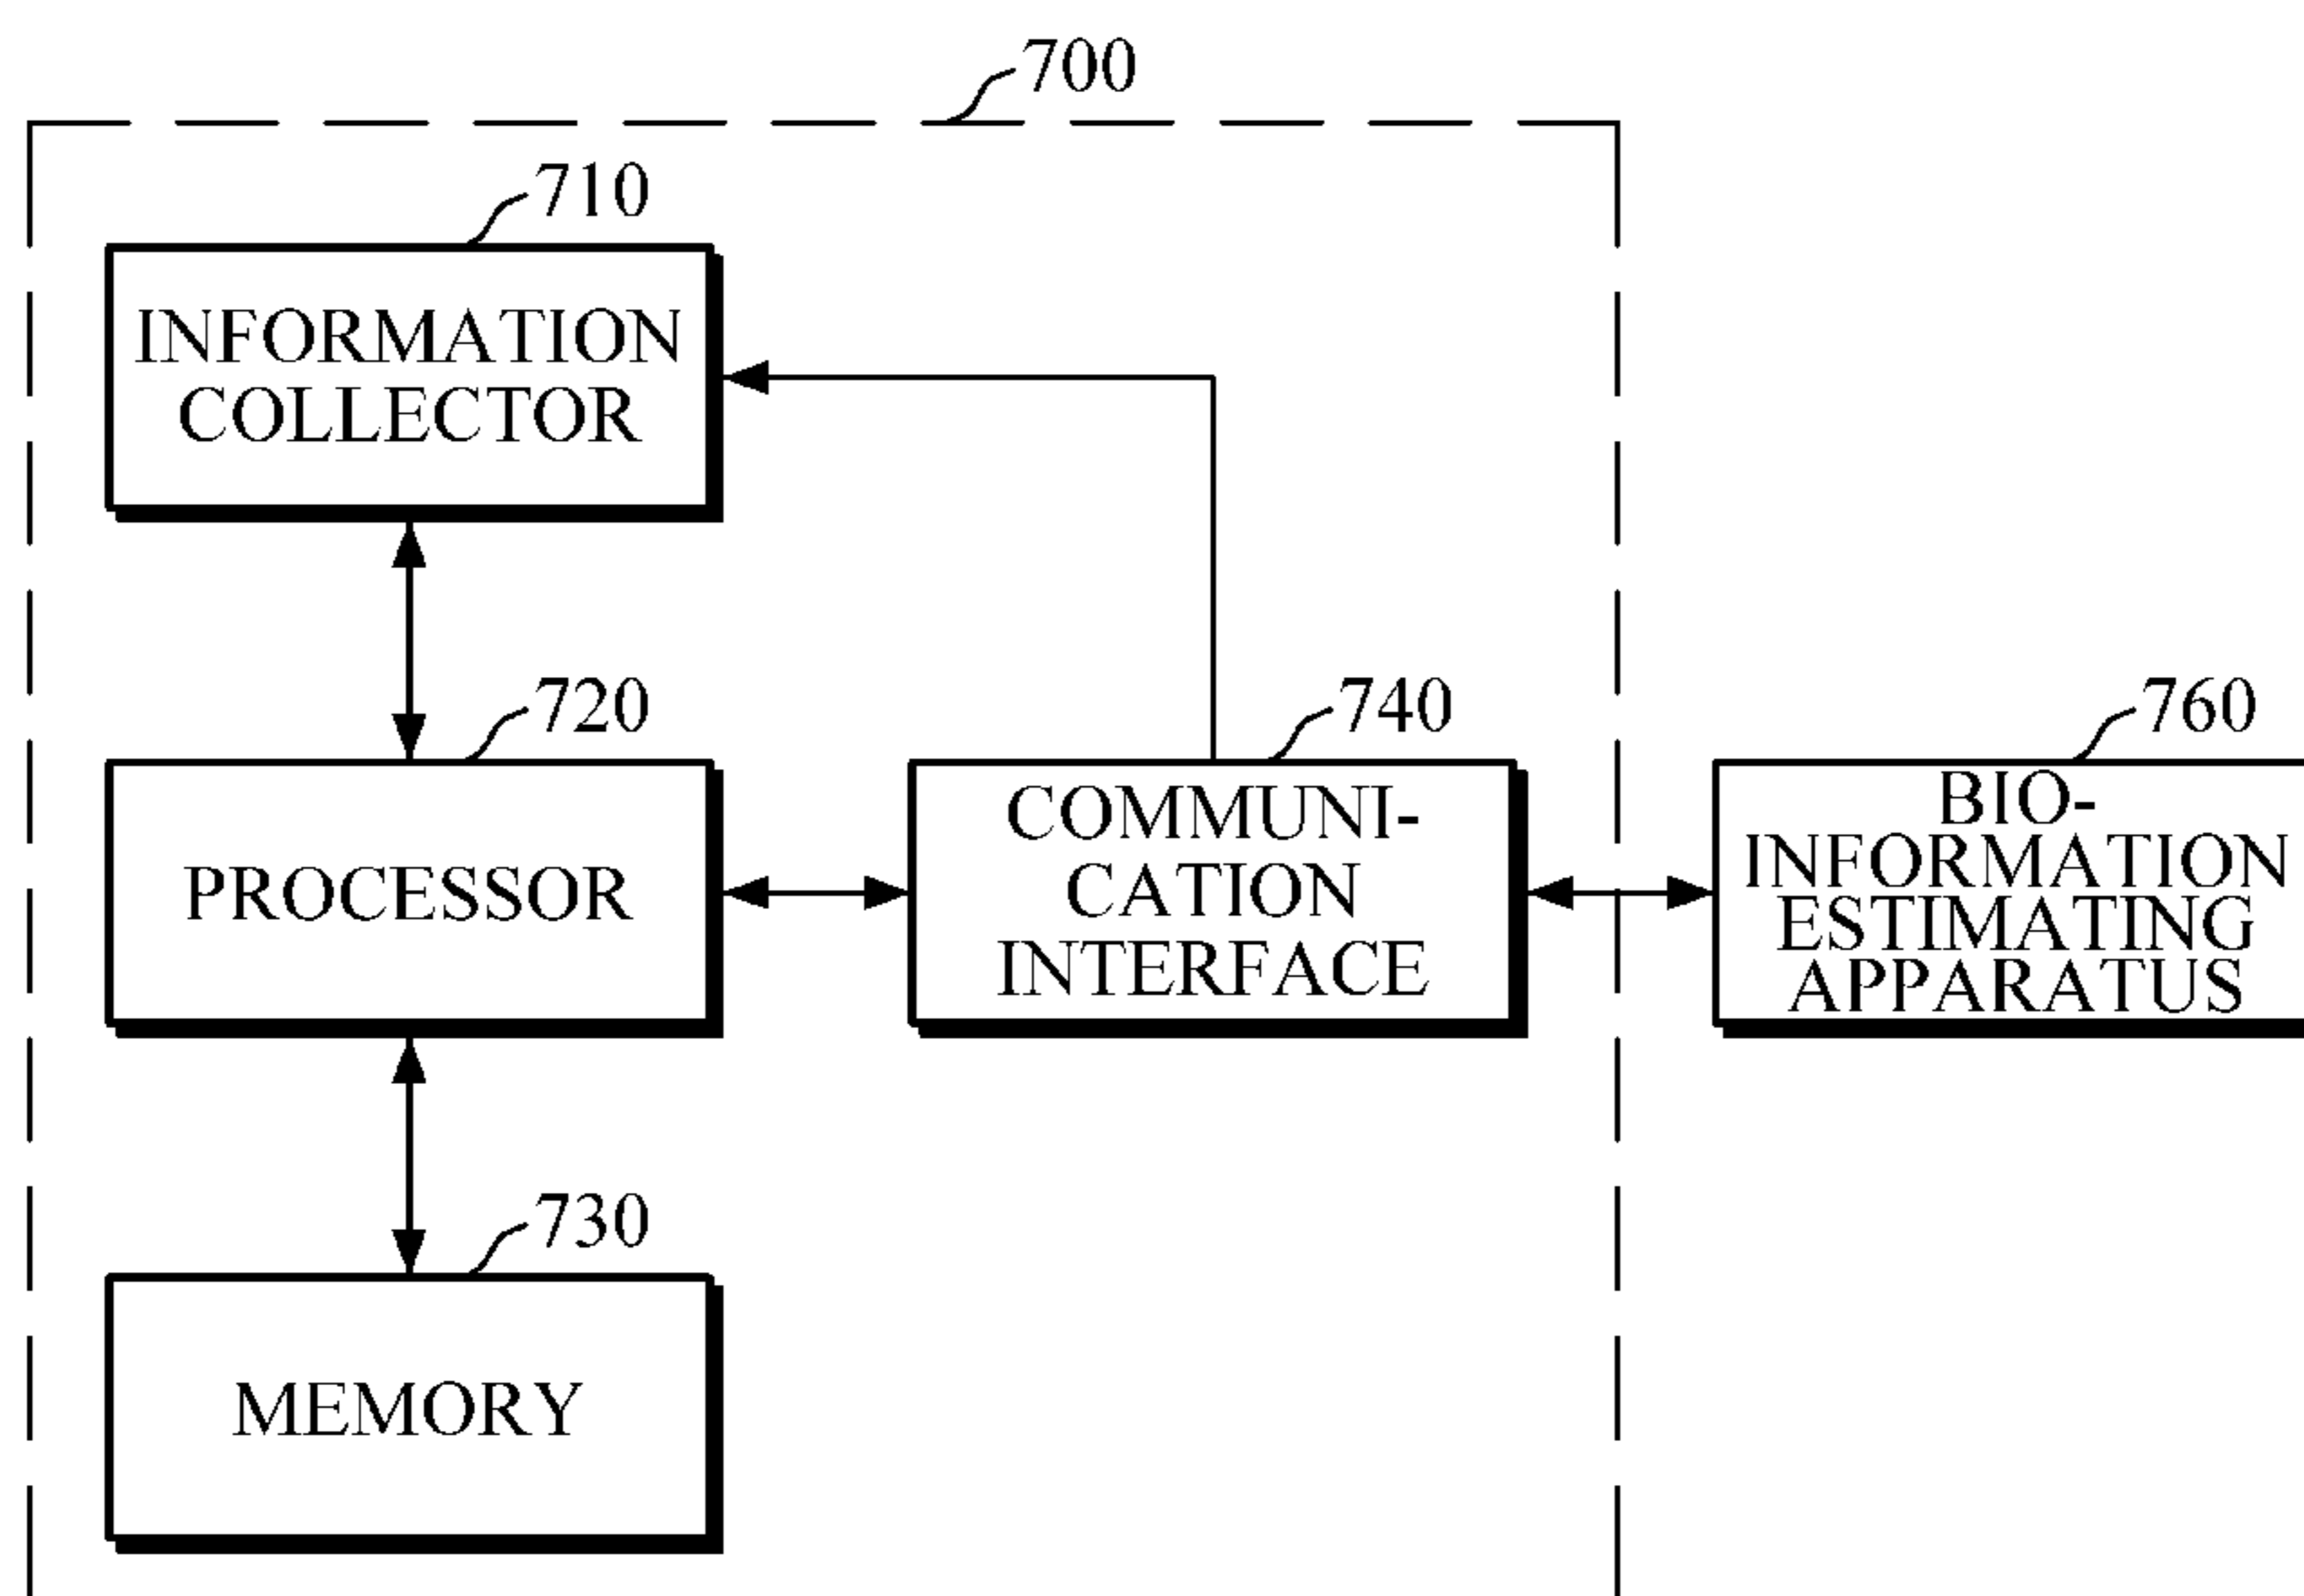 700
710
INFORMATION
COLLECTOR
720
PROCESSOR
740
COMMUNI-
CATION
INTERFACE
760
BIO-
INFORMATION
ESTIMATING
APPARATUS
730
MEMORY